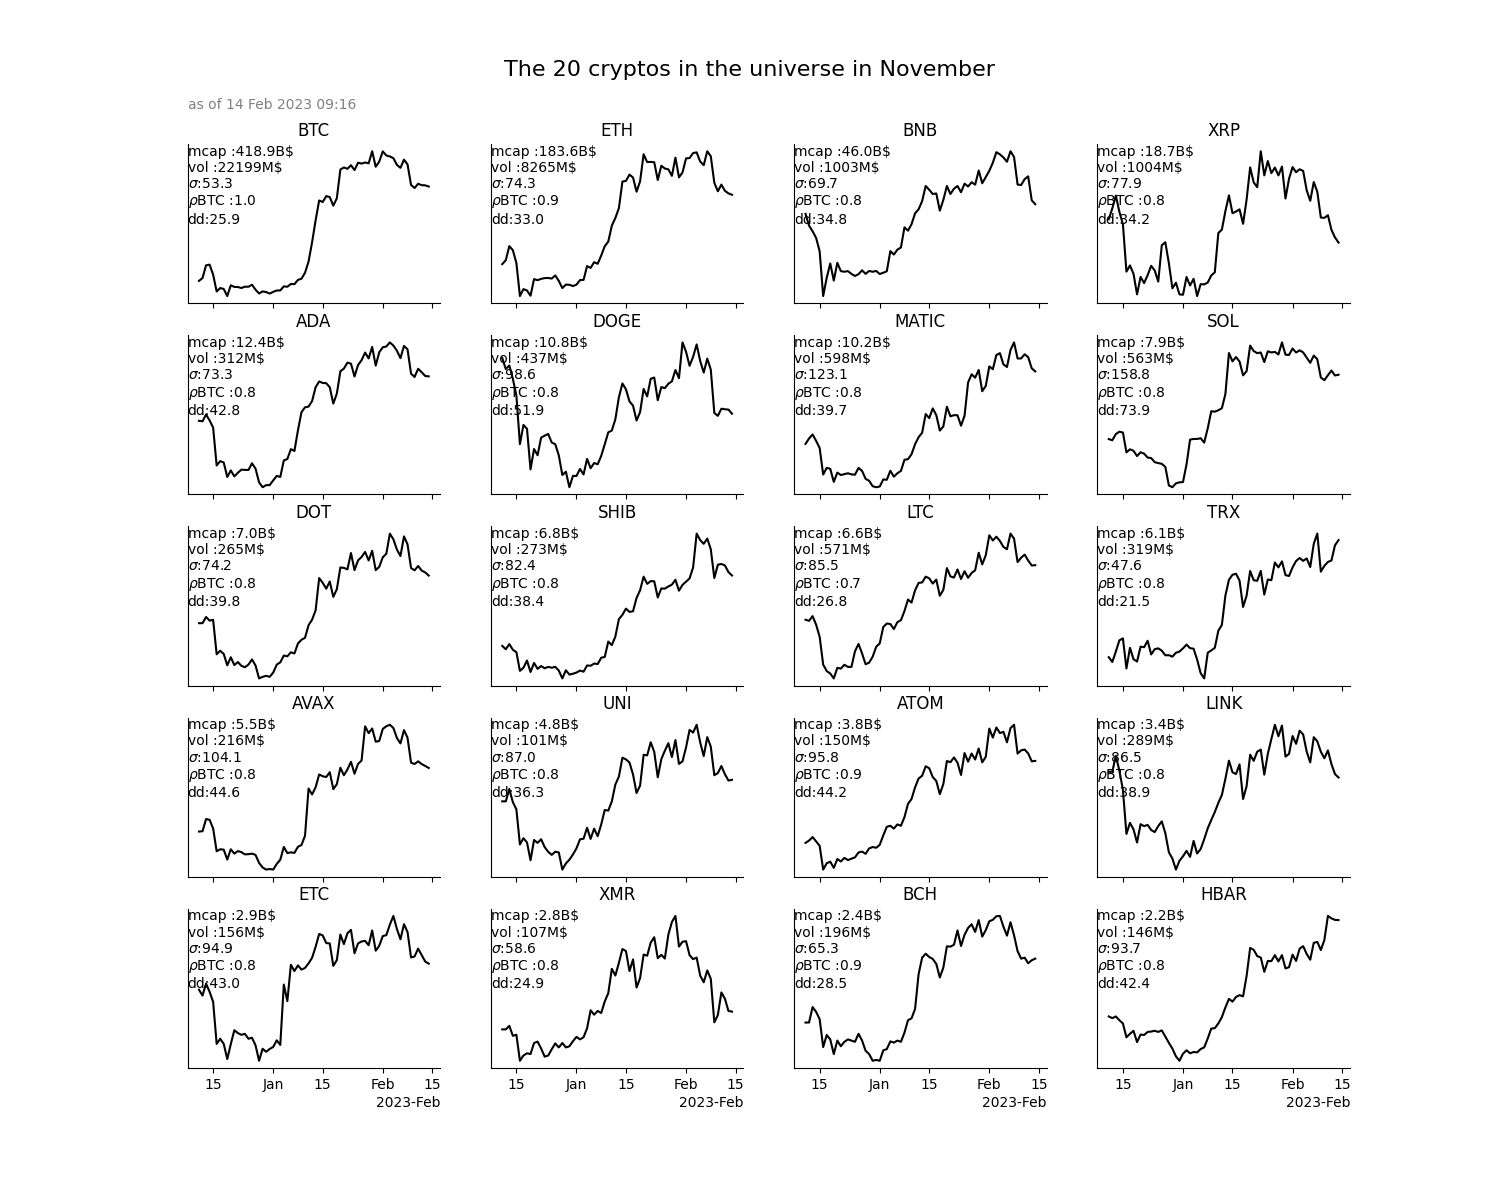 The 20 cryptos in the universe in November
as of 14 Feb 2023 09:16
BTC
mcap :418.9B$
vol :22199M$
σ:53.3
ρBTC :1.0
dd:25.9
ETH
mcap :183.6B$
vol :8265M$
σ:74.3
ρBTC :0.9
dd:33.0
BNB
mcap :46.0B$
vol :1003M$
σ:69.7
ρBTC :0.8
dd:34.8
XRP
mcap :18.7B$
vol :1004M$
σ:77.9
ρBTC :0.8
dd:34.2
ADA
mcap :12.4B$
vol :312M$
σ:73.3
ρBTC :0.8
dd:42.8
DOGE
mcap :10.8B$
vol :437M$
σ:98.6
ρBTC :0.8
dd:51.9
MATIC
mcap :10.2B$
vol :598M$
σ:123.1
ρBTC :0.8
dd:39.7
SOL
mcap :7.9B$
vol :563M$
σ:158.8
ρBTC :0.8
dd:73.9
DOT
mcap :7.0B$
vol :265M$
σ:74.2
ρBTC :0.8
dd:39.8
SHIB
mcap :6.8B$
vol :273M$
σ:82.4
ρBTC :0.8
dd:38.4
LTC
mcap :6.6B$
vol :571M$
σ:85.5
ρBTC :0.7
dd:26.8
TRX
mcap :6.1B$
vol :319M$
σ:47.6
ρBTC :0.8
dd:21.5
AVAX
mcap :5.5B$
vol :216M$
σ:104.1
ρBTC :0.8
dd:44.6
UNI
mcap :4.8B$
vol :101M$
σ:87.0
ρBTC :0.8
dd:36.3
ATOM
mcap :3.8B$
vol :150M$
σ:95.8
ρBTC :0.9
dd:44.2
LINK
mcap :3.4B$
vol :289M$
σ:86.5
ρBTC :0.8
dd:38.9
ETC
mcap :2.9B$
vol :156M$
σ:94.9
ρBTC :0.8
dd:43.0
15 Jan 15 Feb 15
2023-Feb
XMR
mcap :2.8B$
vol :107M$
σ:58.6
ρBTC :0.8
dd:24.9
15 Jan 15 Feb 15
2023-Feb
BCH
mcap :2.4B$
vol :196M$
σ:65.3
ρBTC :0.9
dd:28.5
15 Jan 15 Feb 15
2023-Feb
HBAR
mcap :2.2B$
vol :146M$
σ:93.7
ρBTC :0.8
dd:42.4
15 Jan 15 Feb 15
2023-Feb